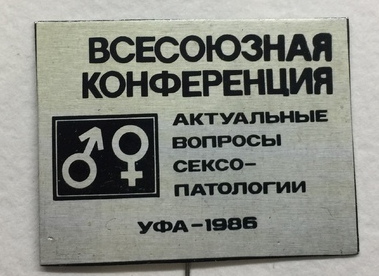 ВСЕСОЮЗНАЯ
КОНФЕРЕНЦИЯ
АКТУАЛЬНЫЕ
ВОПРОСЫ
СЕКСО-
ПАТОЛОГИИ
УФА-1986